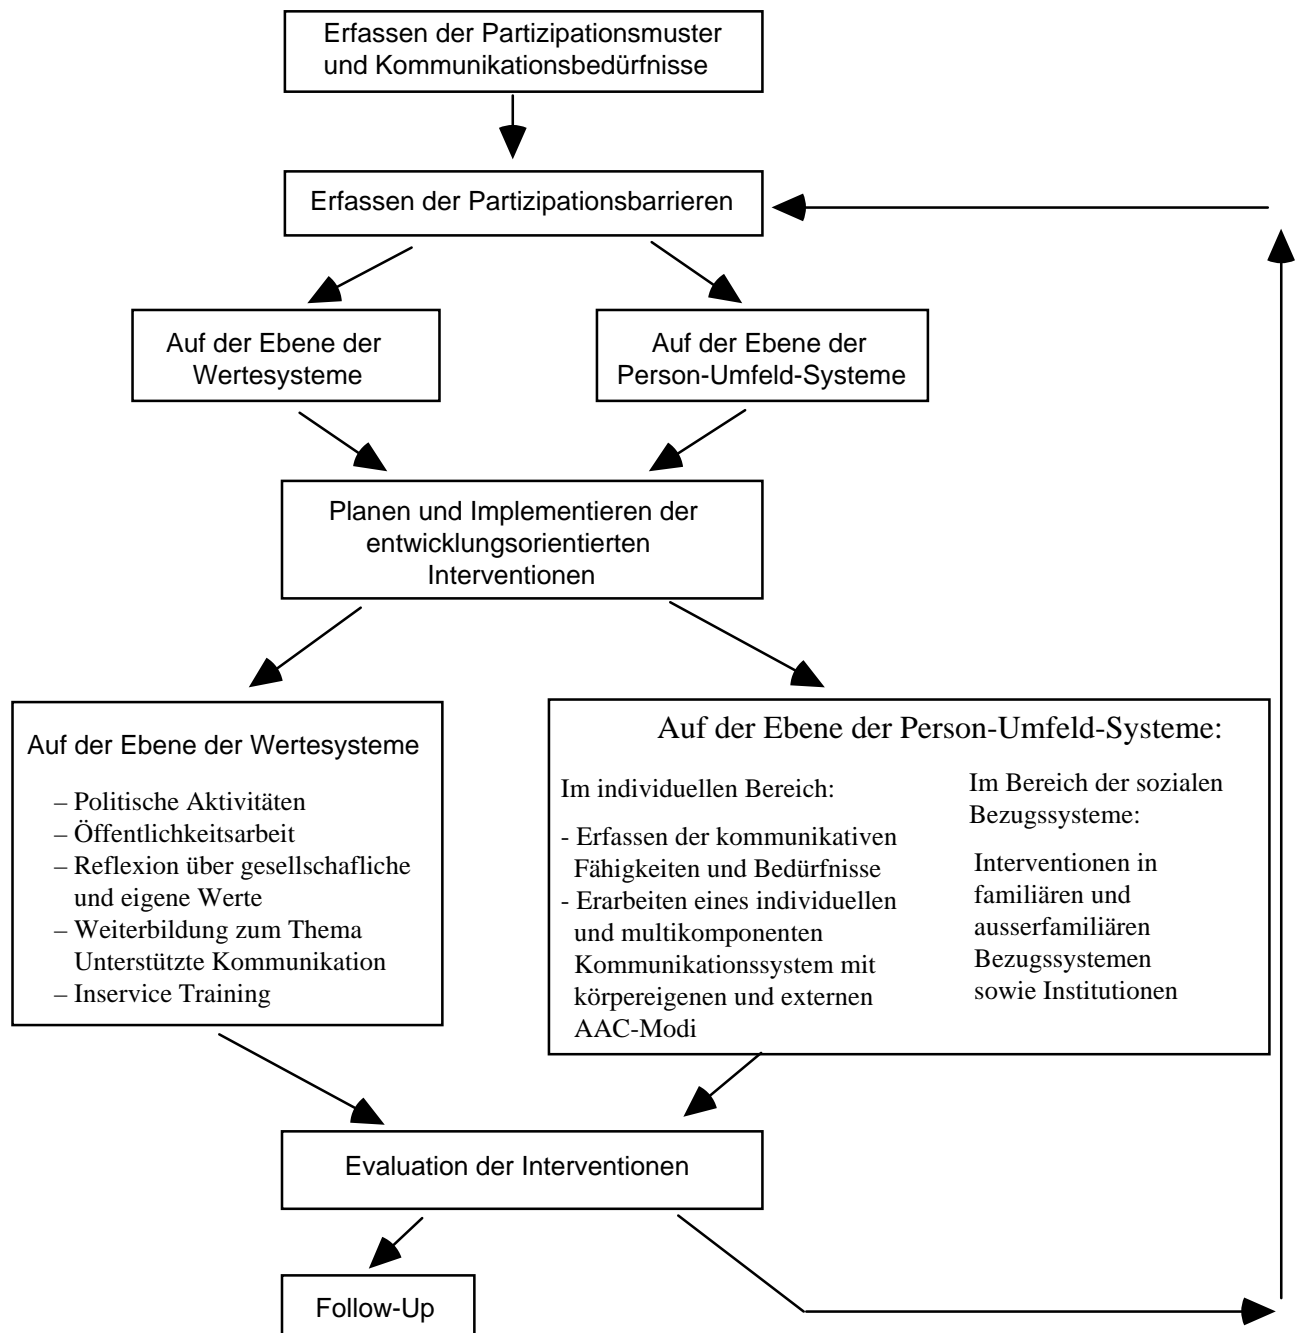 Erfassen der Partizipationsmuster
und Kommunikationsbedürfnisse
Erfassen der Partizipationsbarrieren
Auf der Ebene der
Wertesysteme
Auf der Ebene der
Person-Umfeld-Systeme
Planen und Implementieren der
entwicklungsorientierten
Interventionen
Auf der Ebene der Wertesysteme
– Politische Aktivitäten
– Öffentlichkeitsarbeit
– Reflexion über gesellschafliche
und eigene Werte
– Weiterbildung zum Thema
Unterstützte Kommunikation
– Inservice Training
Auf der Ebene der Person-Umfeld-Systeme:
Im individuellen Bereich:
- Erfassen der kommunikativen
Fähigkeiten und Bedürfnisse
- Erarbeiten eines individuellen
und multikomponenten
Kommunikationssystem mit
körpereigenen und externen
AAC-Modi
Im Bereich der sozialen
Bezugssysteme:
Interventionen in
familiären und
ausserfamiliären
Bezugssystemen
sowie Institutionen
Evaluation der Interventionen
Follow-Up